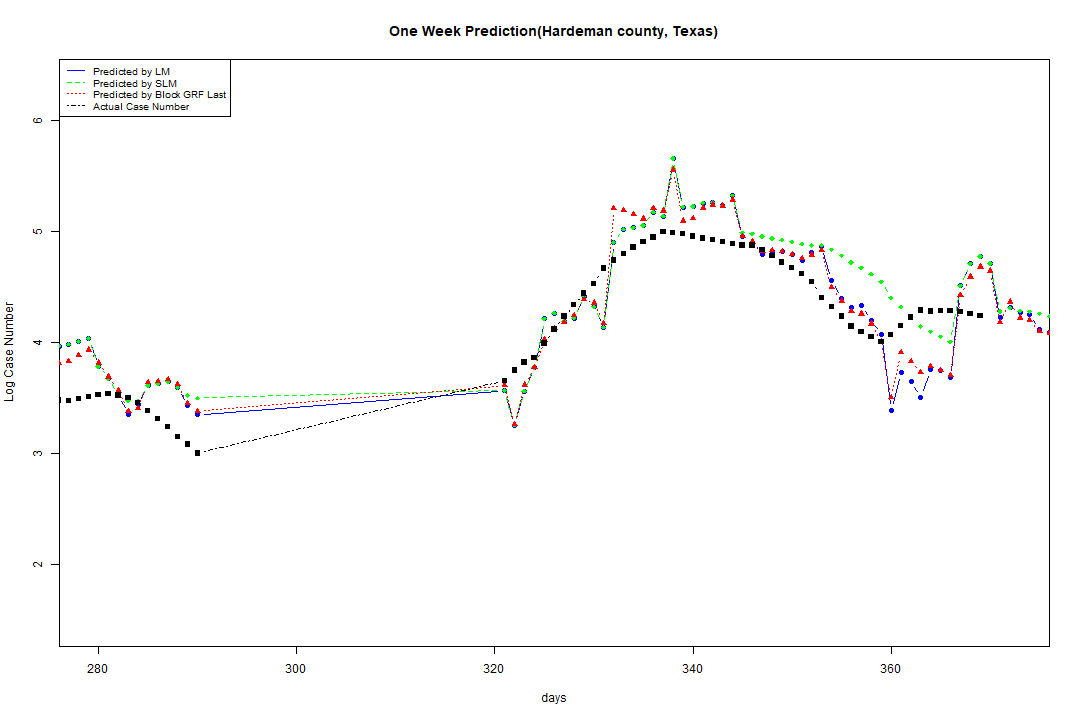 One Week Prediction(Hardeman county, Texas)
Predicted by LM
Predicted by SLM
Predicted by Block GRF Last
Actual Case Number
Log Case Number
6
5
4
3
2
280 300 320 340 360
days